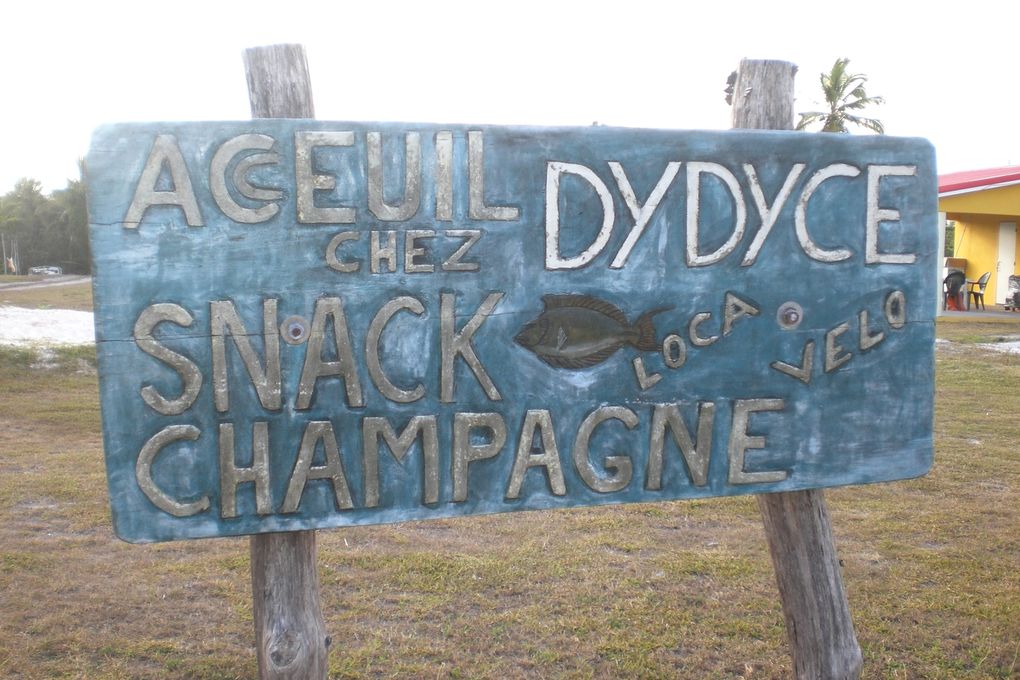 ACCEUIL
CHEZ
DYDYCE
SNACK
LOCA VELO
CHAMPAGNE